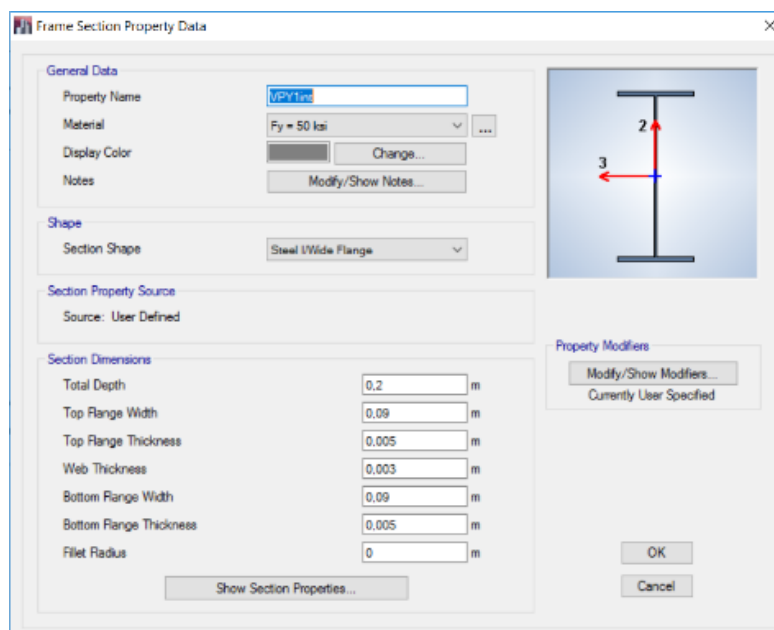 Frame Section Property Data
General Data
Property Name VPY1int
Material Fy = 50 ksi ...
Display Color Change...
Notes Modify/Show Notes...
2
3
Shape
Section Shape Steel I/Wide Flange
Section Property Source
Source: User Defined
Property Modifiers
Modify/Show Modifiers...
Currently User Specified
Section Dimensions
Total Depth 0,2 m
Top Flange Width 0,09 m
Top Flange Thickness 0,005 m
Web Thickness 0,003 m
Bottom Flange Width 0,09 m
Bottom Flange Thickness 0,005 m
Fillet Radius 0 m
Show Section Properties...
OK
Cancel